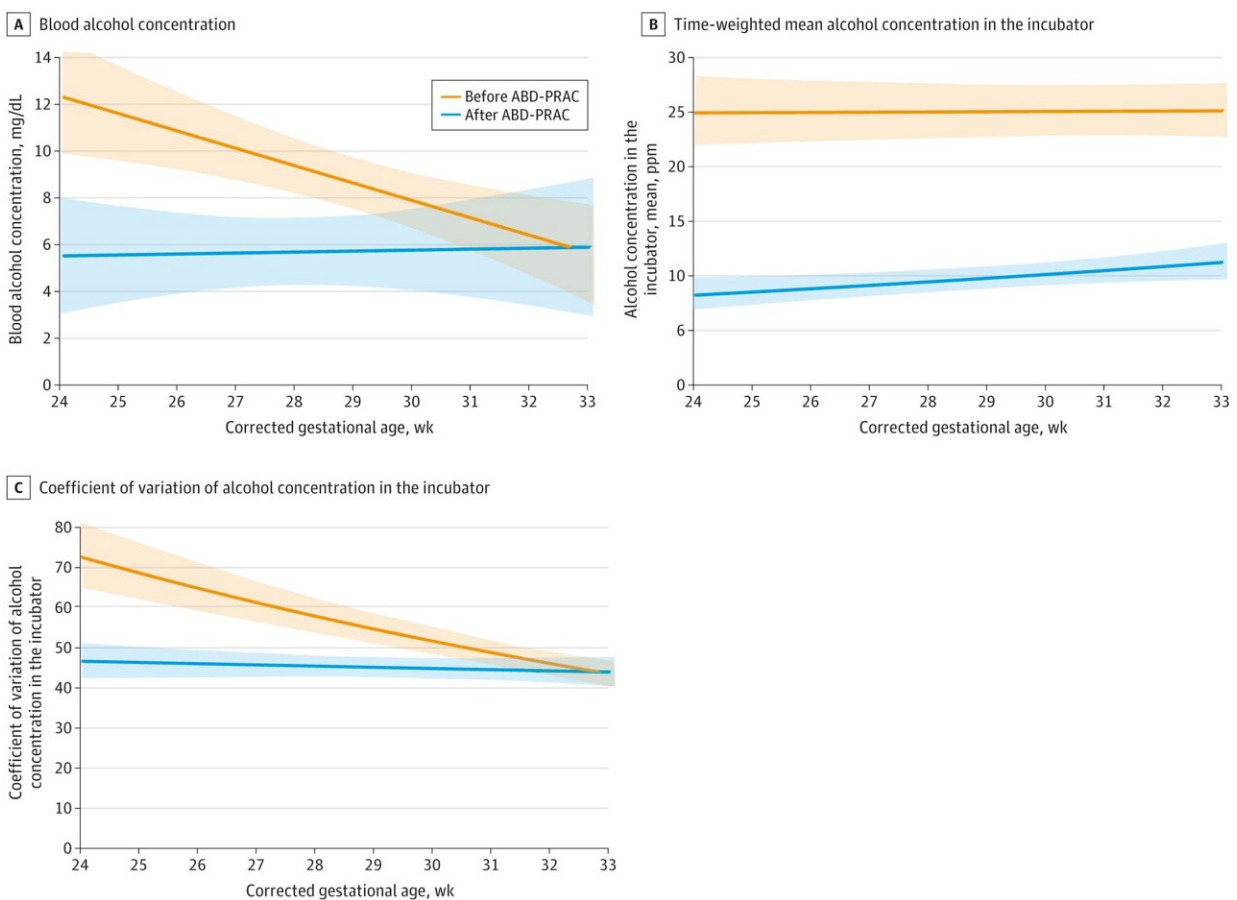 A Blood alcohol concentration
14
12
10
8
6
4
2
0
Blood alcohol concentration, mg/dL
Before ABD-PRAC
After ABD-PRAC
24 25 26 27 28 29 30 31 32 33
Corrected gestational age, wk
B Time-weighted mean alcohol concentration in the incubator
30
25
20
15
10
6
0
Alcohol concentration in the
incubator, mean, ppm
24 25 26 27 28 29 30 31 32 33
Corrected gestational age, wk
C Coefficient of variation of alcohol concentration in the incubator
80
70
60
50
40
30
20
10
0
Coefficient of variation of alcohol
concentration in the incubator
24 25 26 27 28 29 30 31 32 33
Corrected gestational age, wk